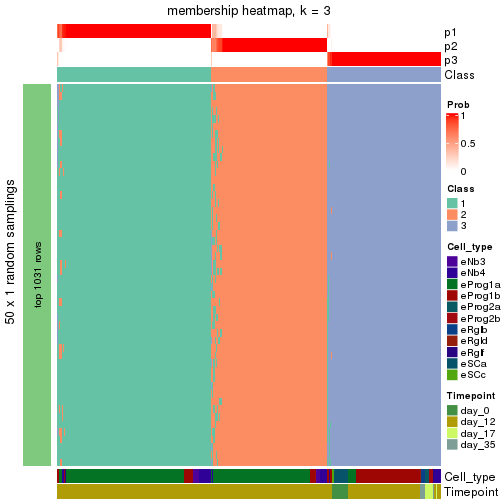 membership heatmap, k = 3
p1
p2
p3
Class
50 x 1 random samplings
top 1031 rows
Prob
1
0.5
0
Class
1
2
3
Cell_type
eNb3
eNb4
eProg1a
eProg1b
eProg2a
eProg2b
eRglb
eRgld
eRglf
eSCa
eSCc
Timepoint
day_0
day_12
day_17
day_35
Cell_type
Timepoint